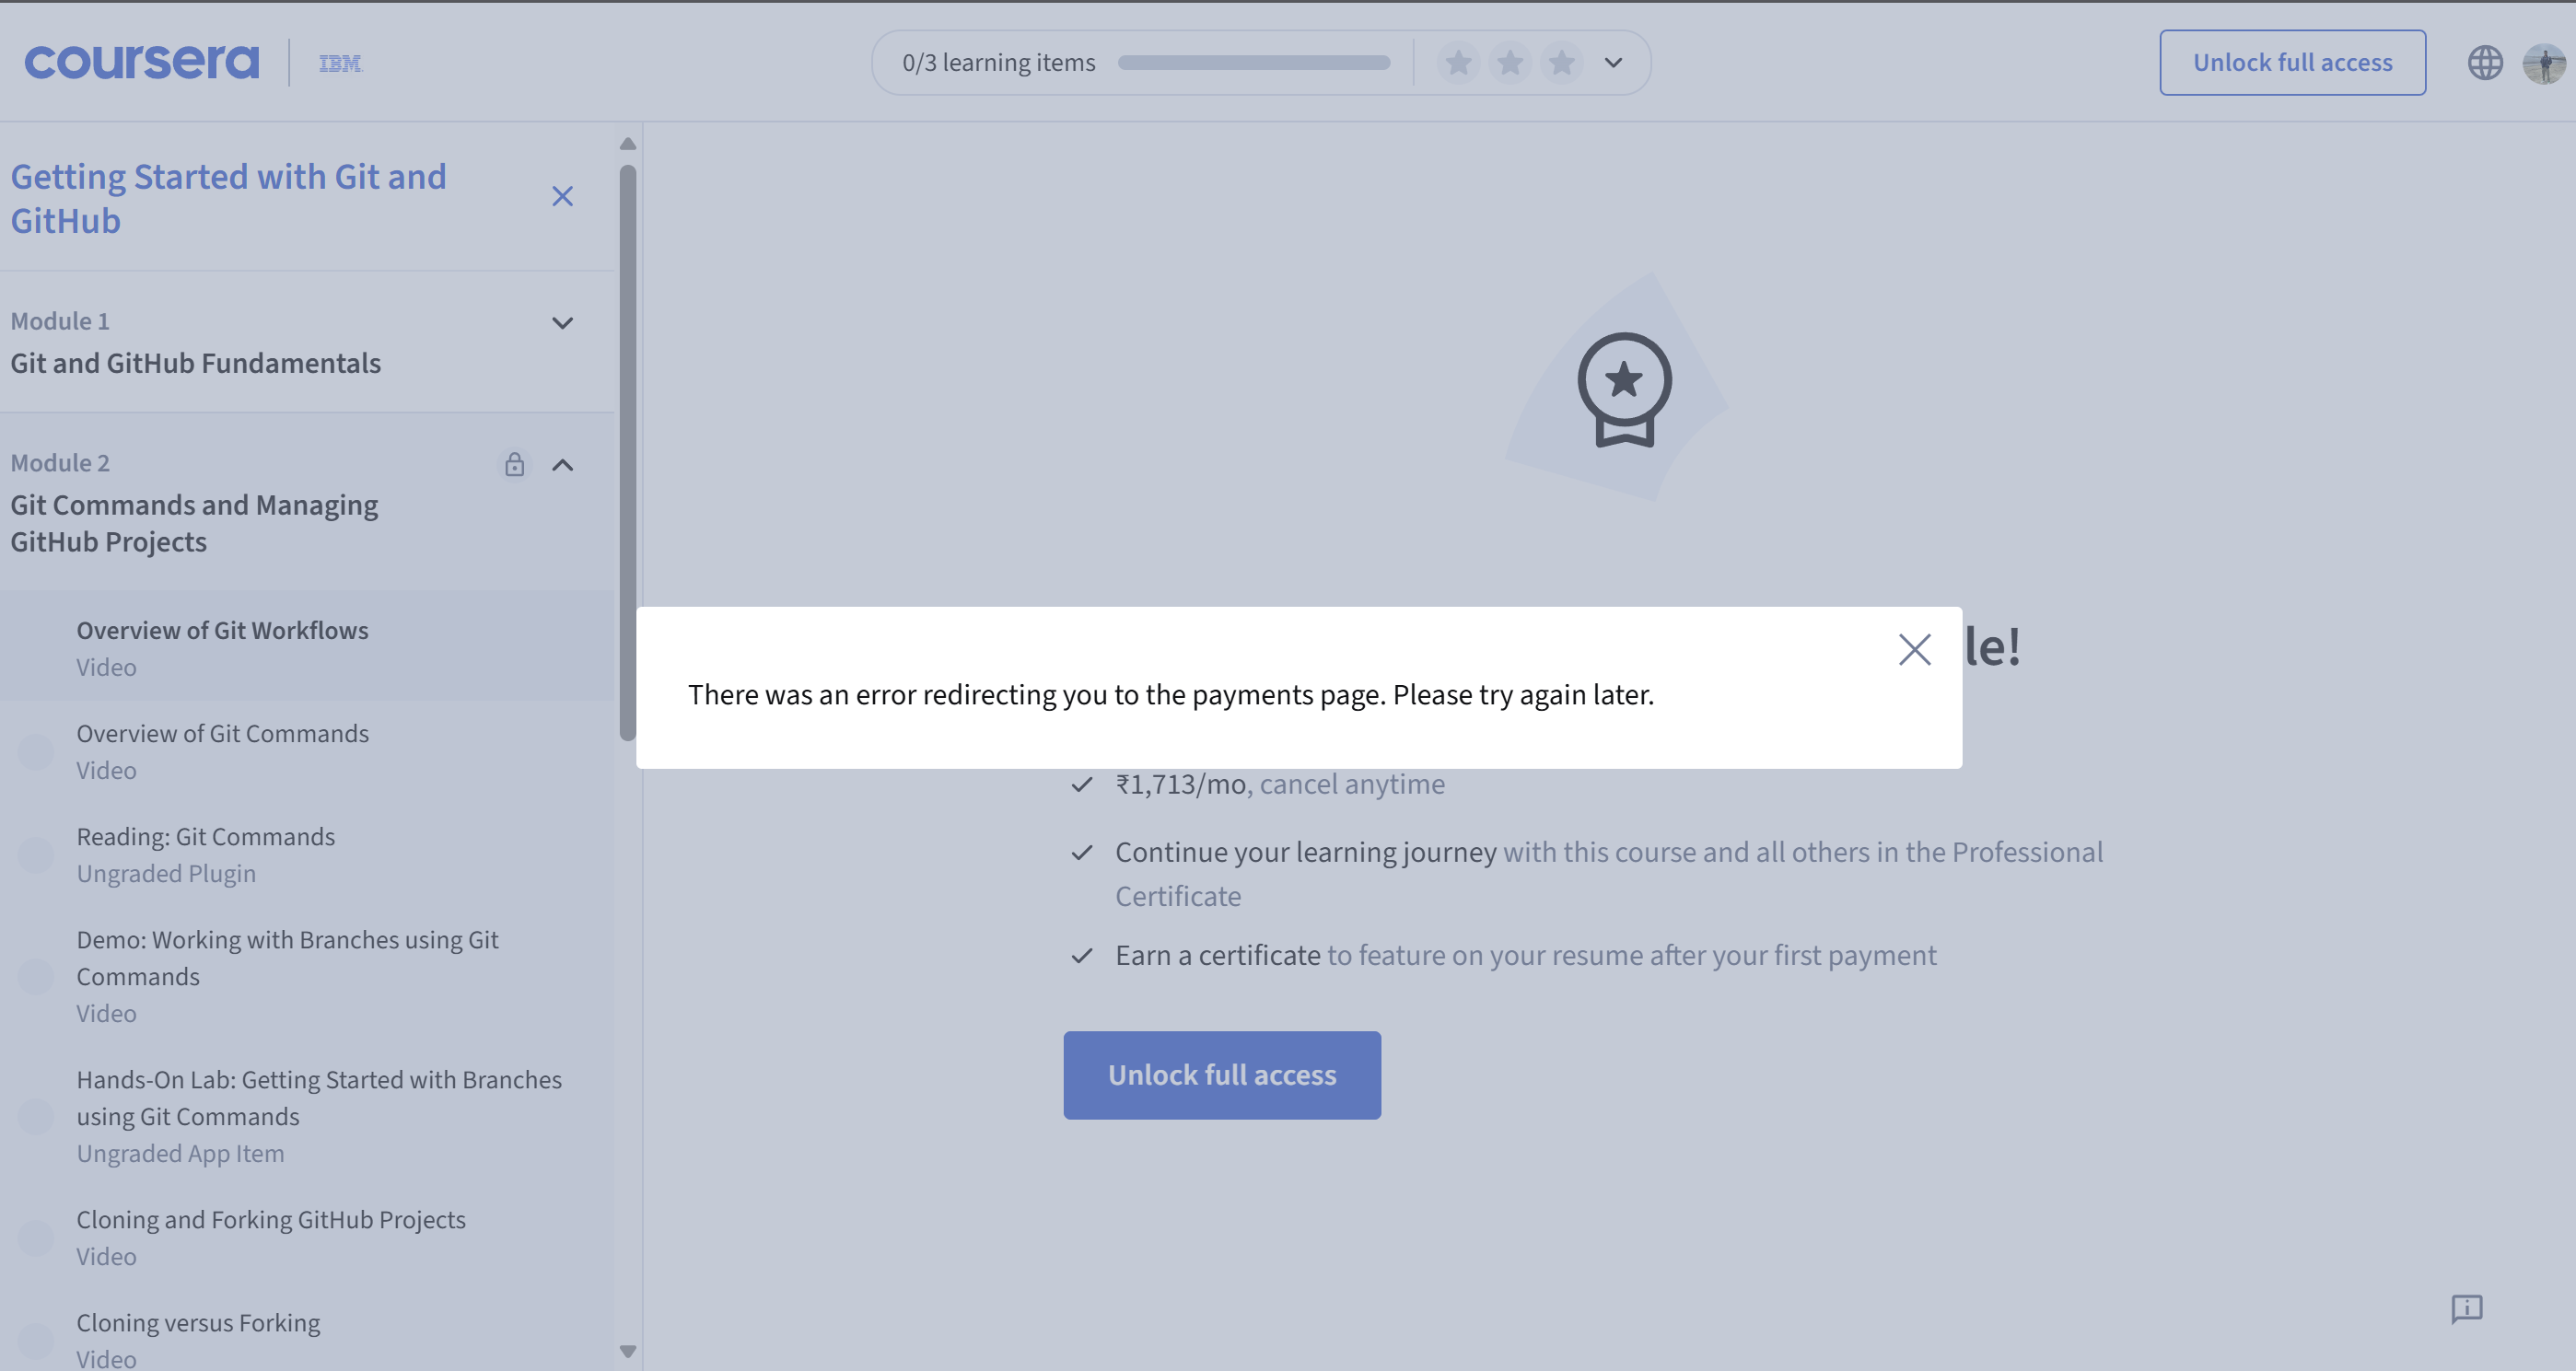 coursera
IBM
0/3 learning items
Unlock full access
Getting Started with Git and
GitHub
Module 1
Git and GitHub Fundamentals
Module 2
Git Commands and Managing
GitHub Projects
Overview of Git Workflows
Video
Overview of Git Commands
Video
Reading: Git Commands
Ungraded Plugin
Demo: Working with Branches using Git
Commands
Video
Hands-On Lab: Getting Started with Branches
using Git Commands
Ungraded App Item
Cloning and Forking GitHub Projects
Video
Cloning versus Forking
Video
le!
There was an error redirecting you to the payments page. Please try again later.
₹1,713/mo, cancel anytime
Continue your learning journey with this course and all others in the Professional
Certificate
Earn a certificate to feature on your resume after your first payment
Unlock full access